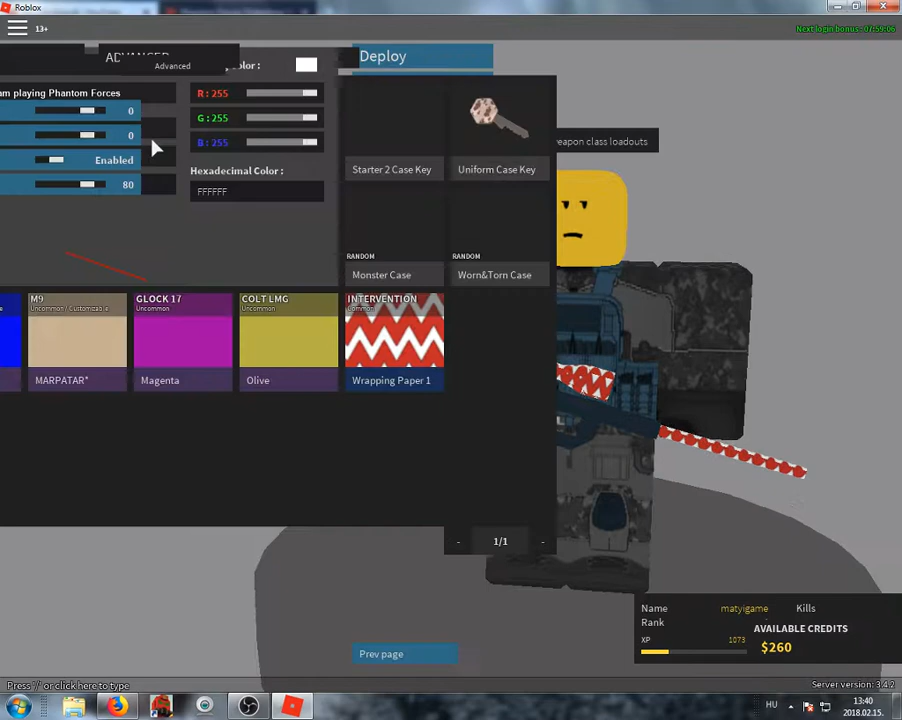 Roblox
13+
Next login bonus : 07:59:06
ADVANCED
Advanced
Color :
Deploy
am playing Phantom Forces
0
0
Enabled
80
R : 255
G : 255
B : 255
Hexadecimal Color :
FFFFFF
Starter 2 Case Key
Uniform Case Key
weapon class loadouts
RANDOM
Monster Case
RANDOM
Worn&Torn Case
M9
Uncommon / Customizable
MARPATAR*
GLOCK 17
Uncommon
Magenta
COLT LMG
Uncommon
Olive
INTERVENTION
Common
Wrapping Paper 1
- 1/1 -
Prev page
Name matyigame Kills
Rank
AVAILABLE CREDITS
XP 1073
$260
Press '/' or click here to type
Server version: 3.4.2
HU
13:40
2018.02.15.